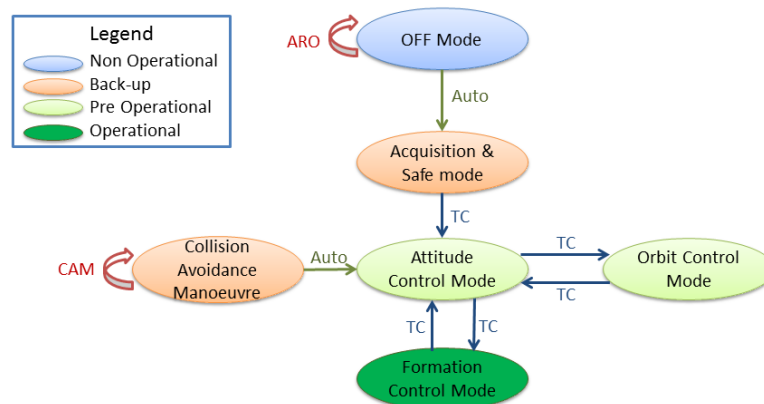 Legend
Non Operational
Back-up
Pre Operational
Operational
ARO
OFF Mode
Auto
Acquisition &
Safe mode
TC
CAM
Collision
Avoidance
Manoeuvre
Auto
Attitude
Control Mode
TC
TC
Orbit Control
Mode
TC
TC
Formation
Control Mode